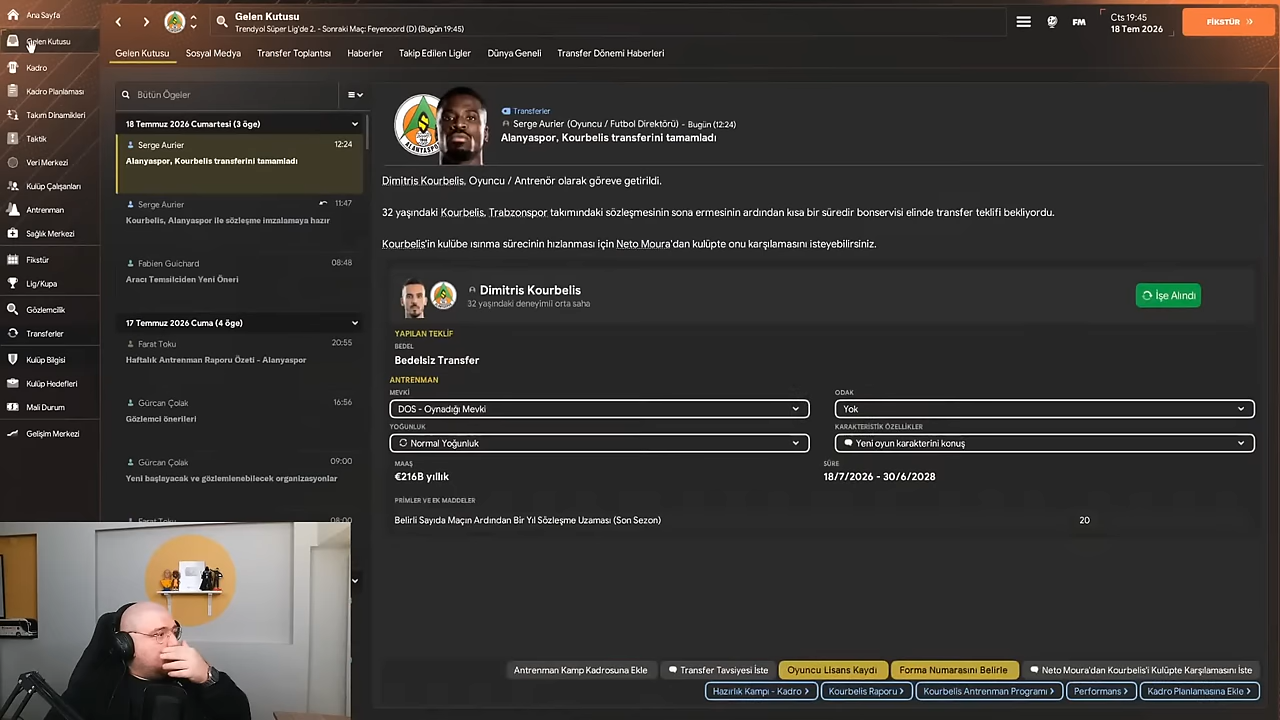 Ana Sayfa
Gelen Kutusu
Kadro
Kadro Planlaması
Takım Dinamikleri
Taktik
Veri Merkezi
Kulüp Çalışanları
Antrenman
Sağlık Merkezi
Fikstür
Lig/Kupa
Gözlemcilik
Transferler
Kulüp Bilgisi
Kulüp Hedefleri
Mali Durum
Gelişim Merkezi
Gelen Kutusu
Trendyol Süper Lig'de 2. - Sonraki Maç: Feyenoord (D) (Bugün 19:45)
FM
Cts 19:45
18 Tem 2026
FİKSTÜR
Gelen Kutusu
Sosyal Medya
Transfer Toplantısı
Haberler
Takip Edilen Ligler
Dünya Geneli
Transfer Dönemi Haberleri
Bütün Öğeler
18 Temmuz 2026 Cumartesi (3 öge)
Serge Aurier 12:24
Alanyaspor, Kourbelis transferini tamamladı
Serge Aurier 11:47
Kourbelis, Alanyaspor ile sözleşme imzalamaya hazır
Fabien Guichard 08:48
Aracı Temsilciden Yeni Öneri
17 Temmuz 2026 Cuma (4 öge)
Farat Toku 20:55
Haftalık Antrenman Raporu Özeti - Alanyaspor
Gürcan Çolak 16:56
Gözlemci önerileri
Gürcan Çolak 09:00
Yeni başlayacak ve gözlemlenebilecek organizasyonlar
Farat Toku 08:00
Transferler
Serge Aurier (Oyuncu / Futbol Direktörü) - Bugün (12:24)
Alanyaspor, Kourbelis transferini tamamladı
Dimitris Kourbelis, Oyuncu / Antrenör olarak göreve getirildi.
32 yaşındaki Kourbelis, Trabzonspor takımındaki sözleşmesinin sona ermesinin ardından kısa bir süredir bonservisi elinde transfer teklifi bekliyordu.
Kourbelis'in kulübe ısınma sürecinin hızlanması için Neto Moura'dan kulüpte onu karşılamasını isteyebilirsiniz.
Dimitris Kourbelis
32 yaşındaki deneyimli orta saha
İşe Alındı
YAPILAN TEKLİF
BEDEL
Bedelsiz Transfer
ANTRENMAN
MEVKİ
DOS - Oynadığı Mevki
ODAK
Yok
YOĞUNLUK
Normal Yoğunluk
KARAKTERİSTİK ÖZELLİKLER
Yeni oyun karakterini konuş
MAAŞ
€216B yıllık
SÜRE
18/7/2026 - 30/6/2028
PRİMLER VE EK MADDELER
Belirli Sayıda Maçın Ardından Bir Yıl Sözleşme Uzaması (Son Sezon) 20
Antrenman Kamp Kadrosuna Ekle
Transfer Tavsiyesi İste
Oyuncu Lisans Kaydı
Forma Numarasını Belirle
Neto Moura'dan Kourbelis'i Kulüpte Karşılamasını İste
Hazırlık Kampı - Kadro
Kourbelis Raporu
Kourbelis Antrenman Programı
Performans
Kadro Planlamasına Ekle